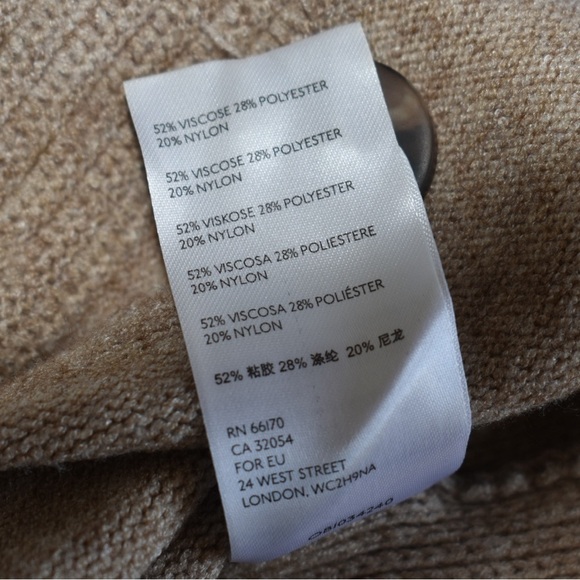 52% VISCOSE 28% POLYESTER
20% NYLON
52% VISCOSE 28% POLYESTER
20% NYLON
52% VISKOSE 28% POLYESTER
20% NYLON
52% VISCOSA 28% POLIESTERE
20% NYLON
52% VISCOSA 28% POLIÉSTER
20% NYLON
52% 粘胶 28% 涤纶 20% 尼龙
RN 66170
CA 32054
FOR EU
24 WEST STREET
LONDON, WC2H9NA